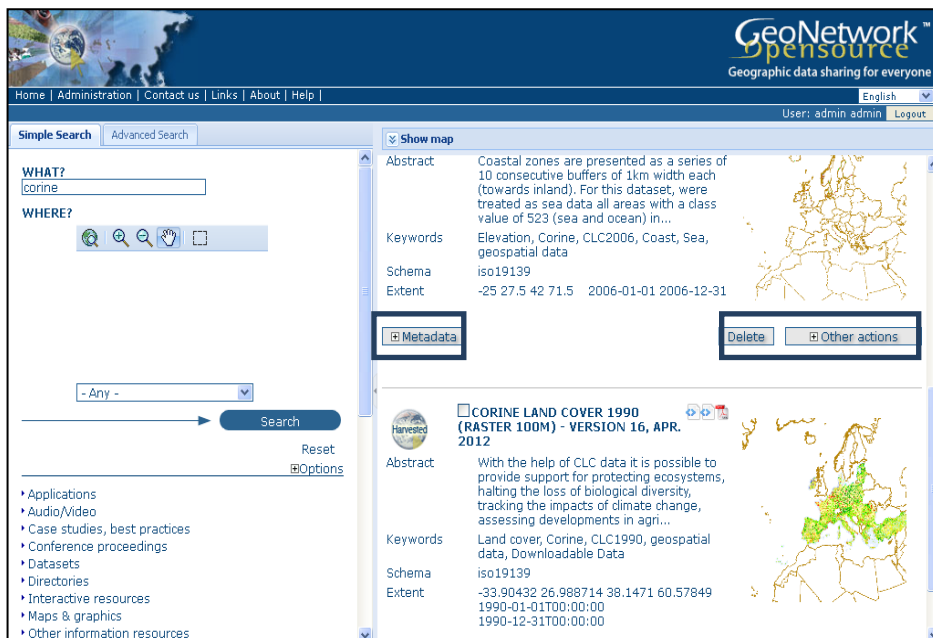 GeoNetwork™
Opensource
Geographic data sharing for everyone
Home | Administration | Contact us | Links | About | Help |
English
User: admin admin Logout
Simple Search
Advanced Search
WHAT?
corine
WHERE?
- Any -
Search
Reset
Options
Applications
Audio/Video
Case studies, best practices
Conference proceedings
Datasets
Directories
Interactive resources
Maps & graphics
Other information resources
Show map
Abstract Coastal zones are presented as a series of
10 consecutive buffers of 1km width each
(towards inland). For this dataset, were
treated as sea data all areas with a class
value of 523 (sea and ocean) in...
Keywords Elevation, Corine, CLC2006, Coast, Sea,
geospatial data
Schema iso19139
Extent -25 27.5 42 71.5 2006-01-01 2006-12-31
Metadata Delete Other actions
Harvested
CORINE LAND COVER 1990
(RASTER 100M) - VERSION 16, APR.
2012
Abstract With the help of CLC data it is possible to
provide support for protecting ecosystems,
halting the loss of biological diversity,
tracking the impacts of climate change,
assessing developments in agri...
Keywords Land cover, Corine, CLC1990, geospatial
data, Downloadable Data
Schema iso19139
Extent -33.90432 26.988714 38.1471 60.57849
1990-01-01T00:00:00
1990-12-31T00:00:00